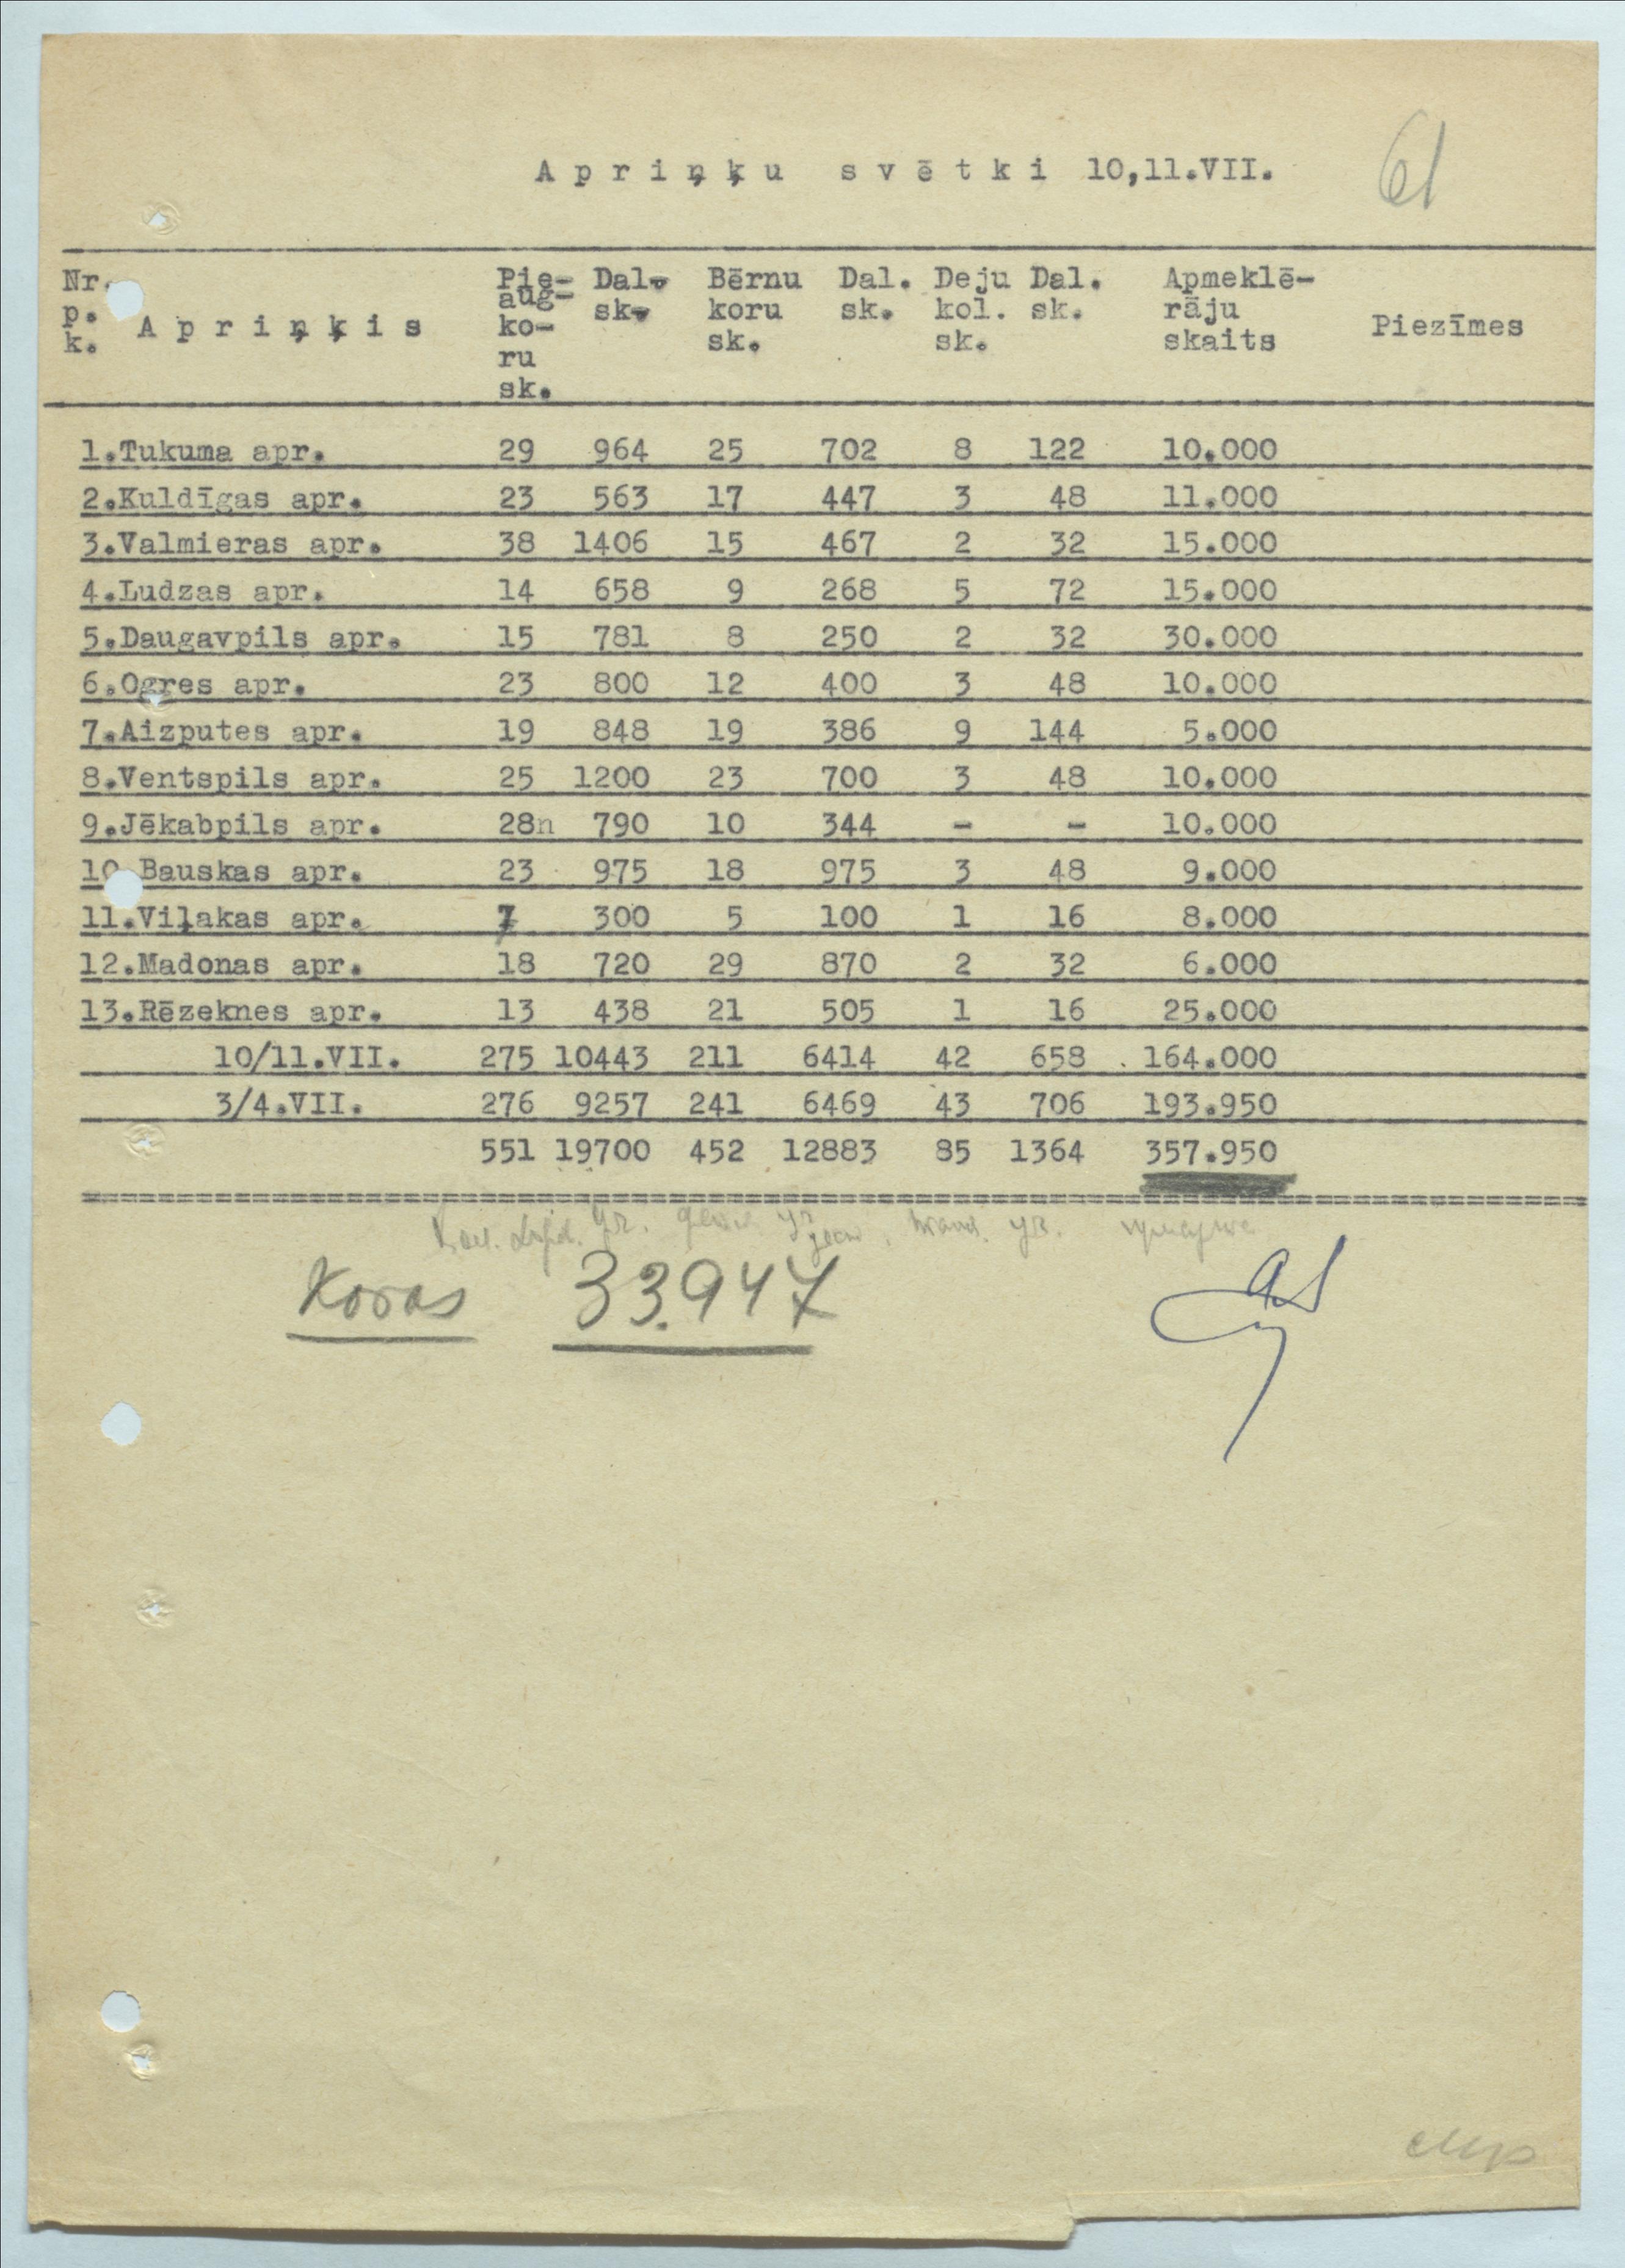 Apriņķu svētki 10,11.VII.
61
Nr. p. k. Apriņķis Pie-aug-ko-ru sk. Dal. sk. Bērnu koru sk. Dal. sk. Deju kol. sk. Dal. sk. Apmeklē-rāju skaits Piezīmes
1.Tukuma apr. 29 964 25 702 8 122 10.000
2.Kuldīgas apr. 23 563 17 447 3 48 11.000
3.Valmieras apr. 38 1406 15 467 2 32 15.000
4.Ludzas apr. 14 658 9 268 5 72 15.000
5.Daugavpils apr. 15 781 8 250 2 32 30.000
6.Ogres apr. 23 800 12 400 3 48 10.000
7.Aizputes apr. 19 848 19 386 9 144 5.000
8.Ventspils apr. 25 1200 23 700 3 48 10.000
9.Jēkabpils apr. 28n 790 10 344 - - 10.000
10 Bauskas apr. 23 975 18 975 3 48 9.000
11.Viļakas apr. 7 300 5 100 1 16 8.000
12.Madonas apr. 18 720 29 870 2 32 6.000
13.Rēzeknes apr. 13 438 21 505 1 16 25.000
10/11.VII. 275 10443 211 6414 42 658 164.000
3/4.VII. 276 9257 241 6469 43 706 193.950
551 19700 452 12883 85 1364 357.950
Koros 33.947